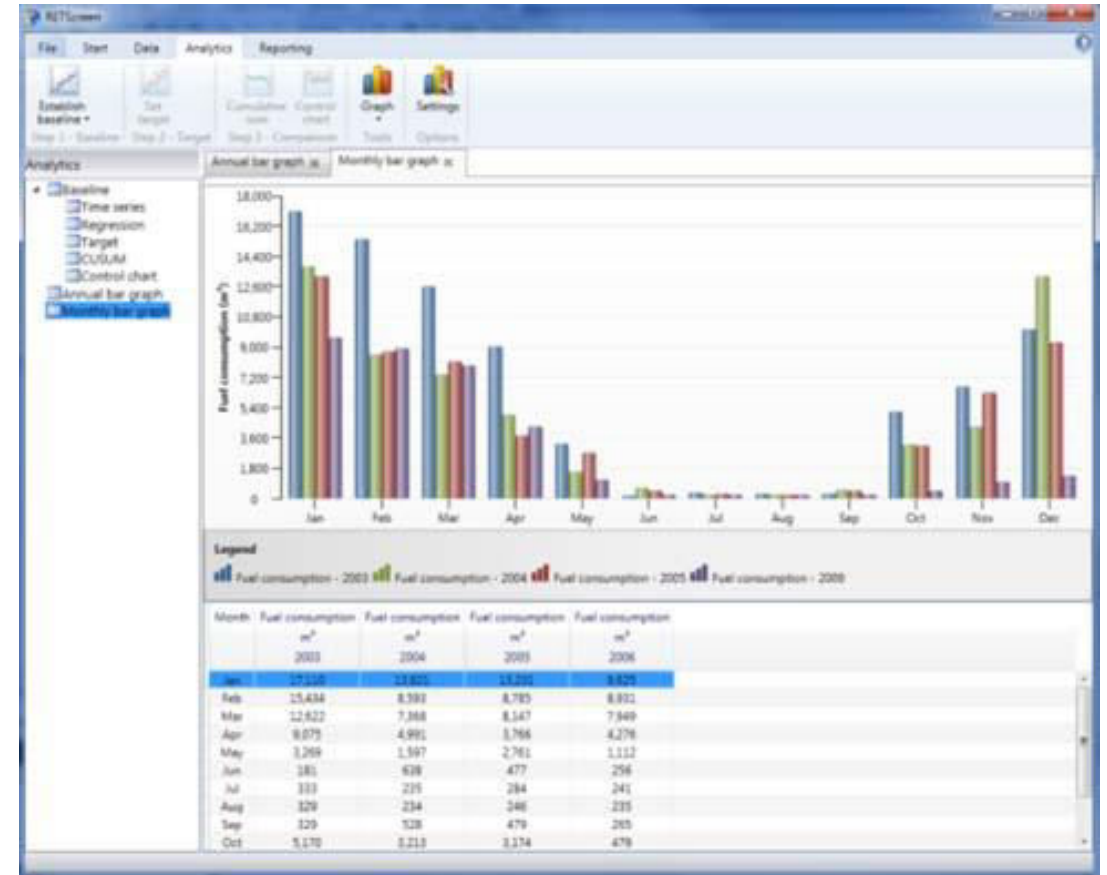 RETScreen
File Start Data Analytics Reporting
Establish baseline
Set target
Cumulative sum
Control chart
Graph
Settings
Step 1 - Baseline Step 2 - Target Step 3 - Comparison Tools Options
Analytics
Annual bar graph Monthly bar graph
Baseline
Time series
Regression
Target
CUSUM
Control chart
Annual bar graph
Monthly bar graph
Fuel consumption (m³)
18,000
16,200
14,400
12,600
10,800
9,000
7,200
5,400
3,600
1,800
0
Jan Feb Mar Apr May Jun Jul Aug Sep Oct Nov Dec
Legend
Fuel consumption - 2003 Fuel consumption - 2004 Fuel consumption - 2005 Fuel consumption - 2006
Month Fuel consumption Fuel consumption Fuel consumption Fuel consumption
m³ m³ m³ m³
2003 2004 2005 2006
Jan 17,110
Feb 15,434 8,593 8,785 8,931
Mar 12,622 7,368 8,147 7,949
Apr 9,075 4,991 3,766 4,276
May 3,269 1,597 2,761 1,112
Jun 181 638 477 256
Jul 333 235 284 241
Aug 329 234 246 235
Sep 329 528 479 265
Oct 5,170 3,213 3,174 479